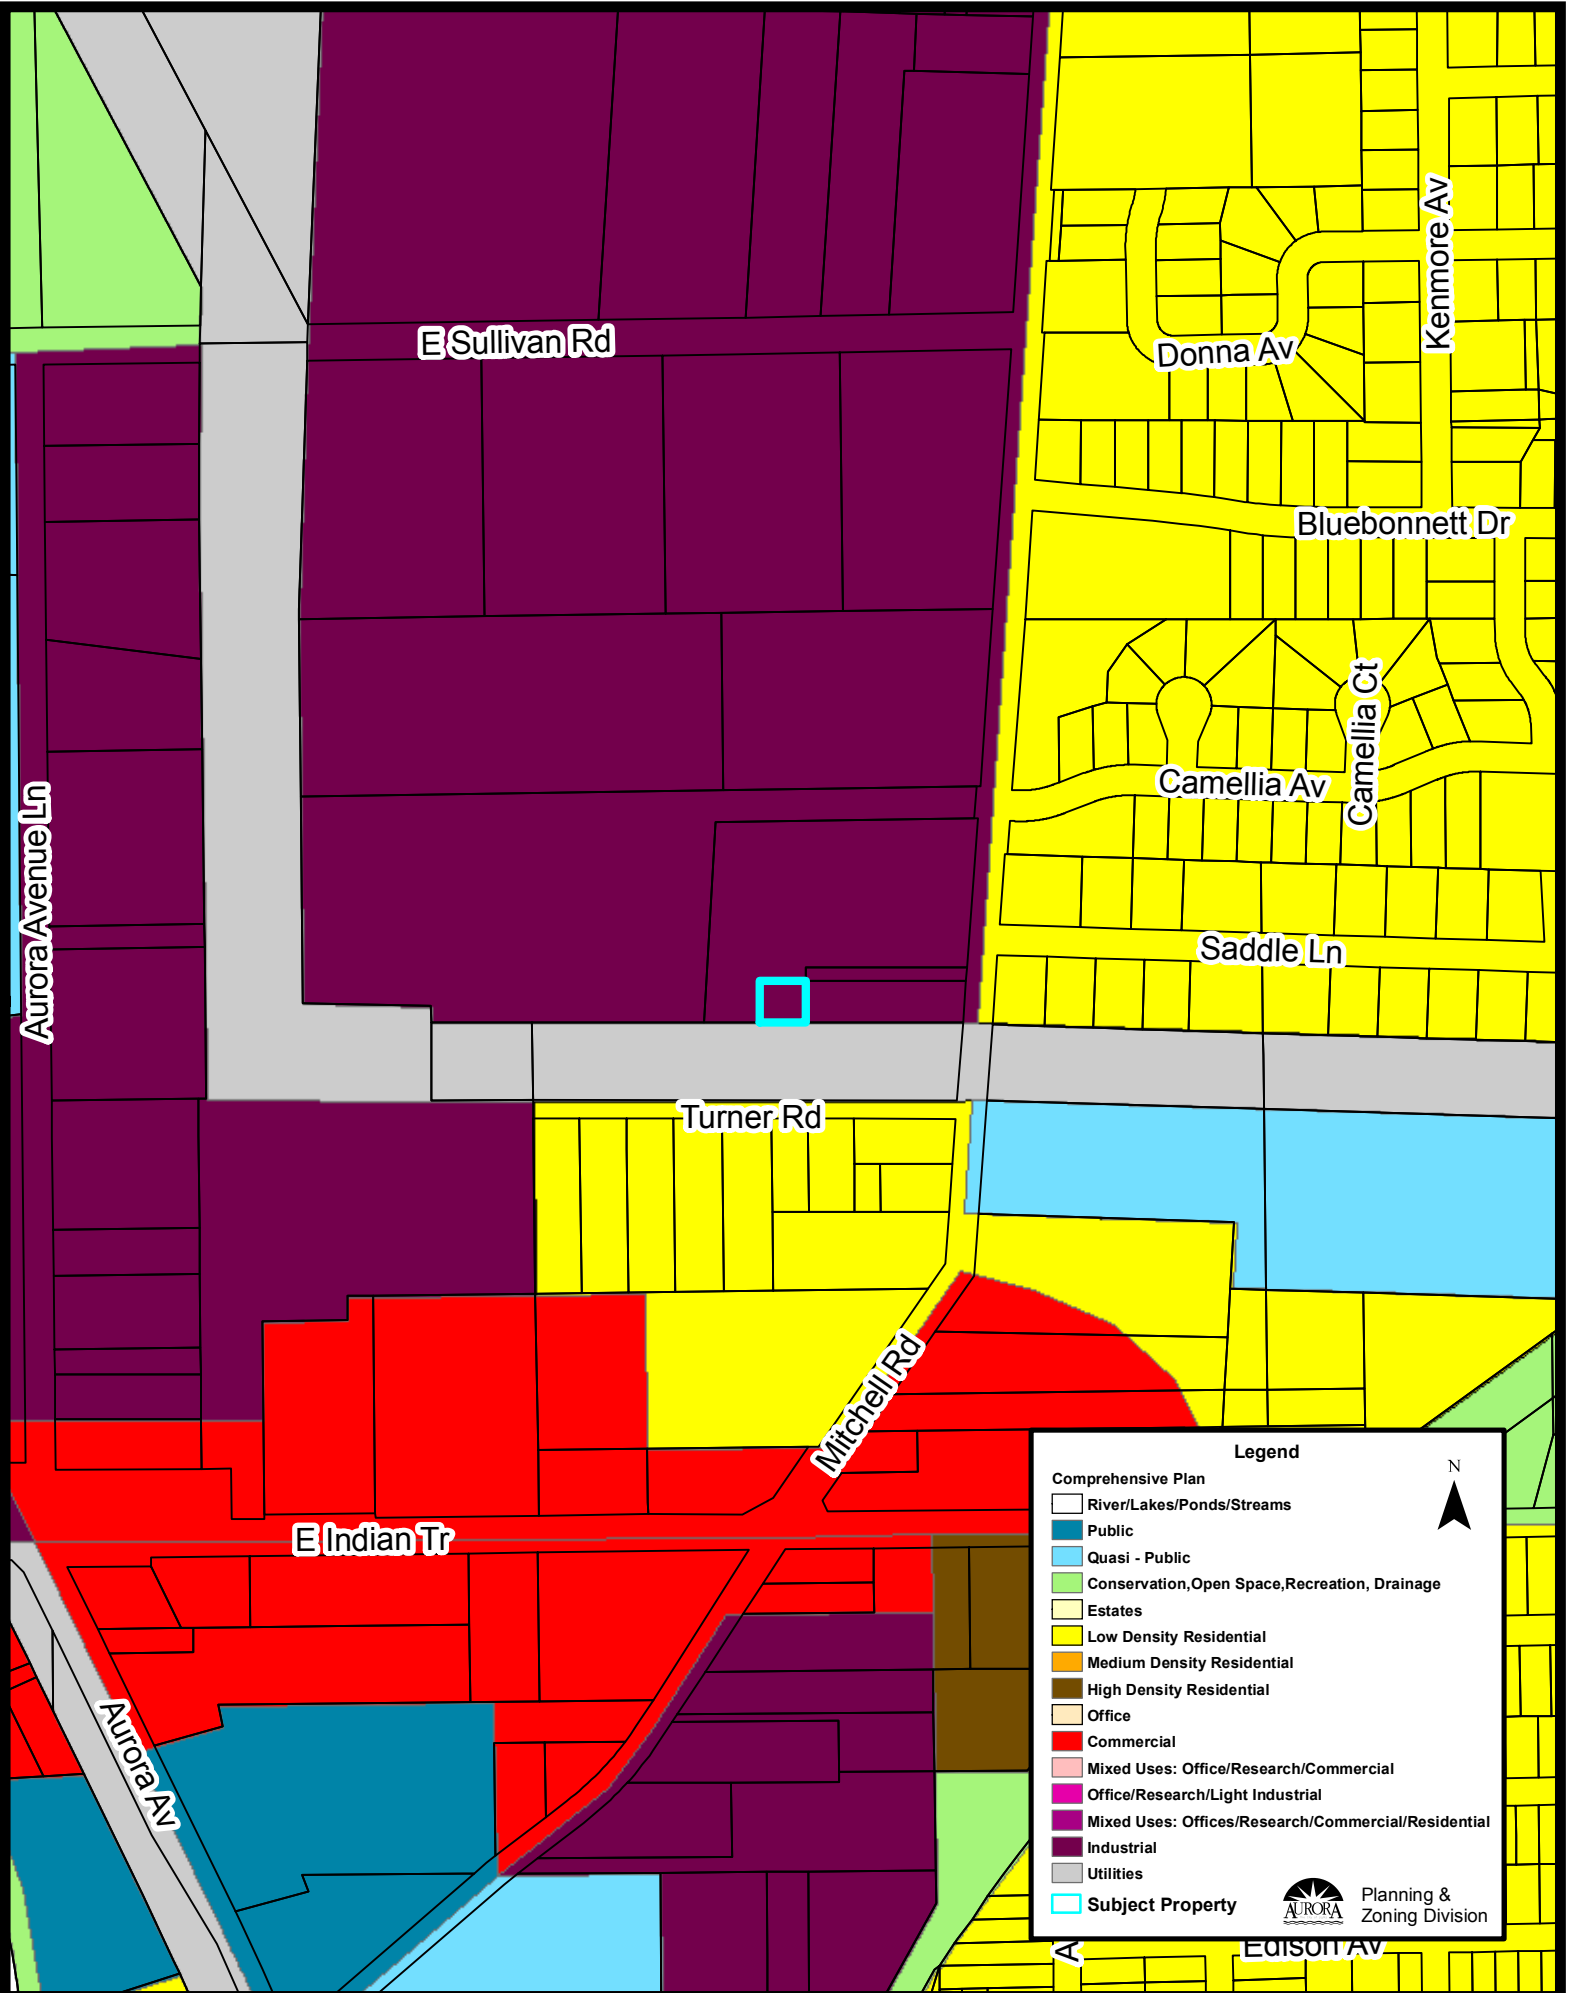 Kenmore Av
E Sullivan Rd
Donna Av
Bluebonnett Dr
Camellia Ct
Camellia Av
Aurora Avenue Ln
Saddle Ln
Turner Rd
Mitchell Rd
E Indian Tr
Aurora Av
Legend
N
Comprehensive Plan
River/Lakes/Ponds/Streams
Public
Quasi - Public
Conservation,Open Space,Recreation, Drainage
Estates
Low Density Residential
Medium Density Residential
High Density Residential
Office
Commercial
Mixed Uses: Office/Research/Commercial
Office/Research/Light Industrial
Mixed Uses: Offices/Research/Commercial/Residential
Industrial
Utilities
Subject Property
AURORA
Planning &
Zoning Division
A
Edison Av